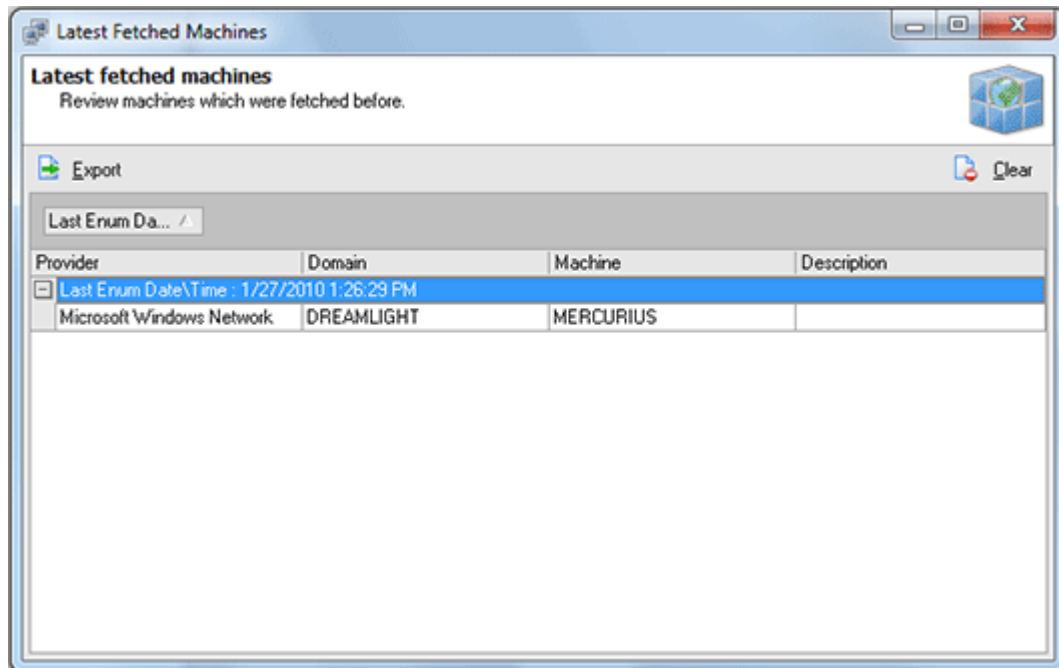 Latest Fetched Machines
Latest fetched machines
Review machines which were fetched before.
Export Clear
Last Enum Da...
Provider Domain Machine Description
Last Enum Date\Time : 1/27/2010 1:26:29 PM
Microsoft Windows Network DREAMLIGHT MERCURIUS